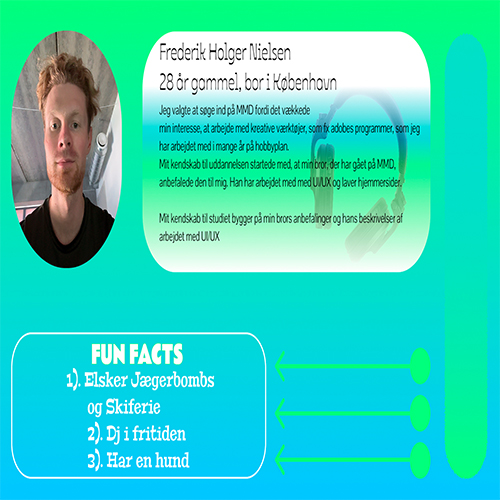 Frederik Holger Nielsen
28 år gammel, bor i København
Jeg valgte at søge ind på MMD fordi det vækkede
min interesse, at arbejde med kreative værktøjer, som fx adobes programmer, som jeg
har arbejdet med i mange år på hobbyplan.
Mit kendskab til uddannelsen startede med, at min bror, der har gået på MMD,
anbefalede den til mig. Han har arbejdet med med UI/UX og laver hjemmersider.
Mit kendskab til studiet bygger på min brors anbefalinger og hans beskrivelser af
arbejdet med UI/UX
FUN FACTS
1). Elsker Jægerbombs
og Skiferie
2). Dj i fritiden
3). Har en hund